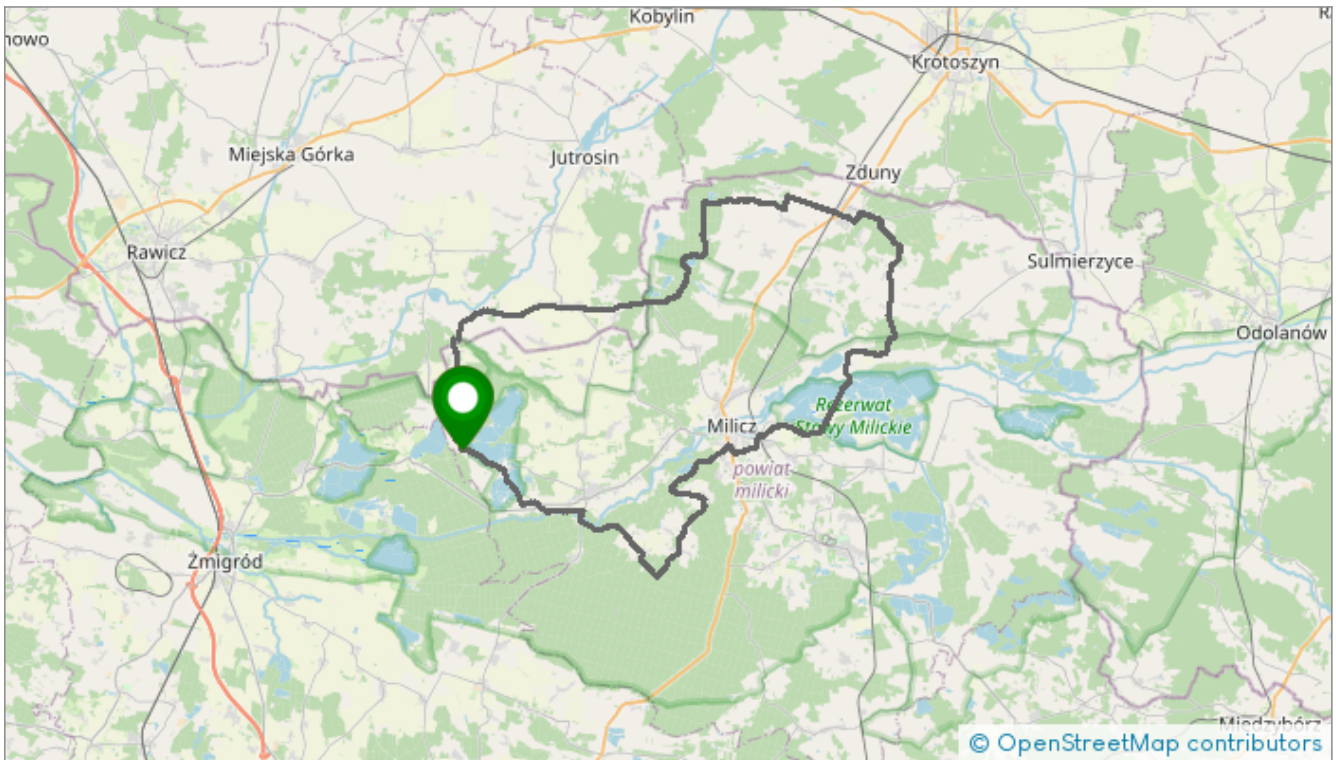 Kobylin
nowo
Krotoszyn
Miejska Górka
Jutrosin
Zduny
Rawicz
Sulmierzyce
Odolanów
Rezerwat
Stawy Milickie
Milicz
powiat
milicki
Żmigród
Międzybórz
© OpenStreetMap contributors